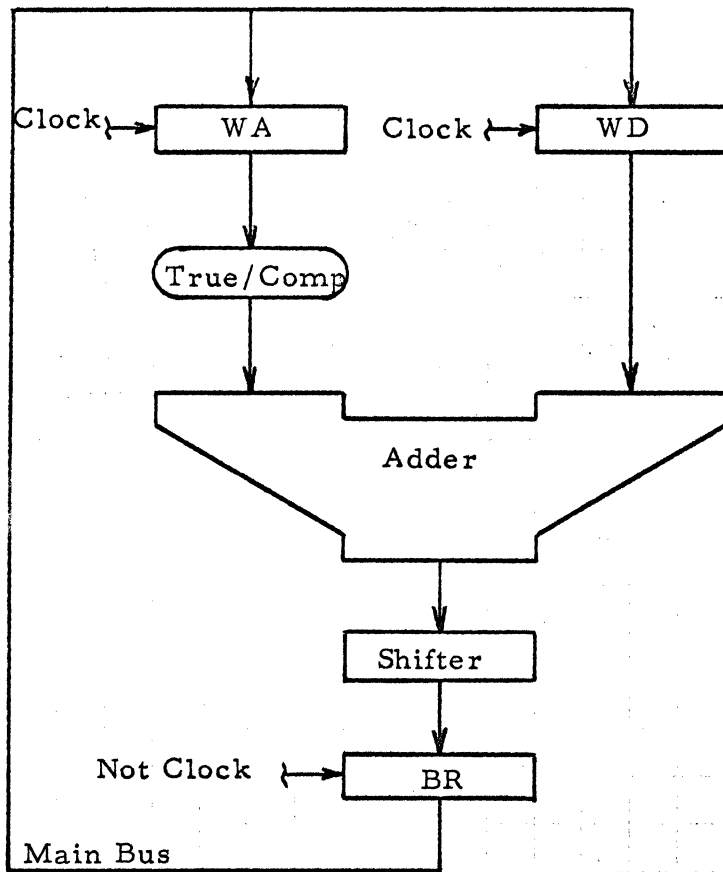 Clock
WA
Clock
WD
True/Comp
Adder
Shifter
Not Clock
BR
Main Bus